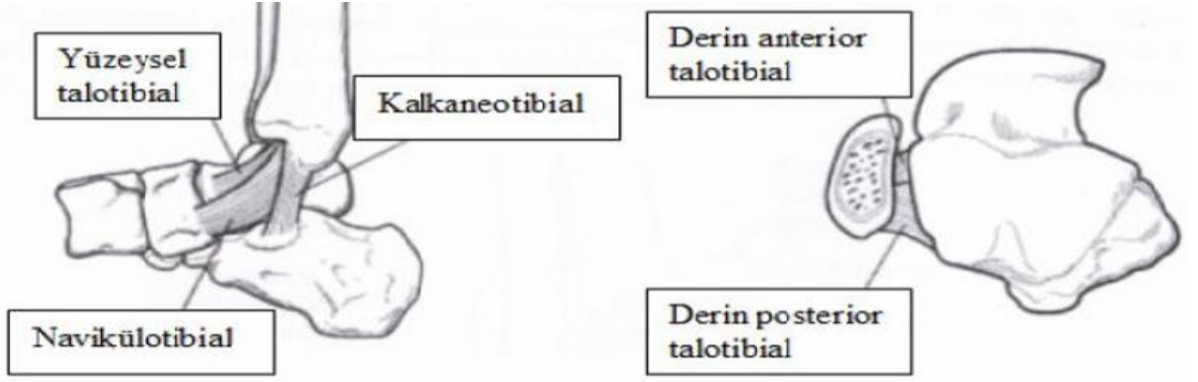 Yüzeysel
talotibial
Kalkaneotibial
Navikülotibial
Derin anterior
talotibial
Derin posterior
talotibial